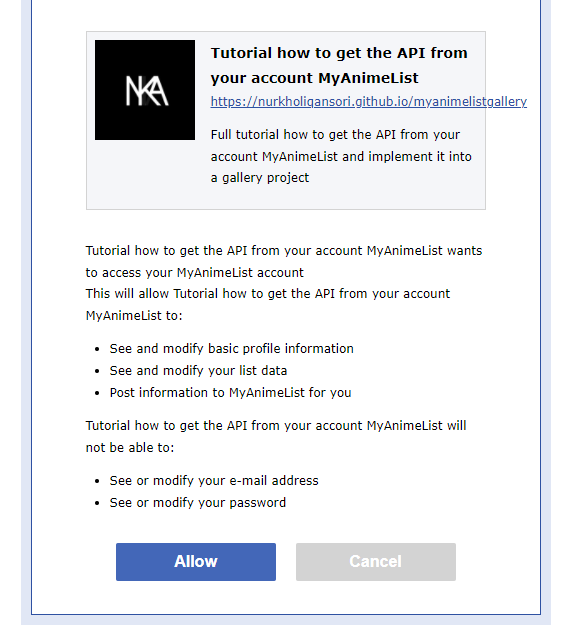 NKA
Tutorial how to get the API from
your account MyAnimeList
https://nurkholiqansori.github.io/myanimelistgallery
Full tutorial how to get the API from your
account MyAnimeList and implement it into
a gallery project
Tutorial how to get the API from your account MyAnimeList wants
to access your MyAnimeList account
This will allow Tutorial how to get the API from your account
MyAnimeList to:
• See and modify basic profile information
• See and modify your list data
• Post information to MyAnimeList for you
Tutorial how to get the API from your account MyAnimeList will
not be able to:
• See or modify your e-mail address
• See or modify your password
Allow
Cancel